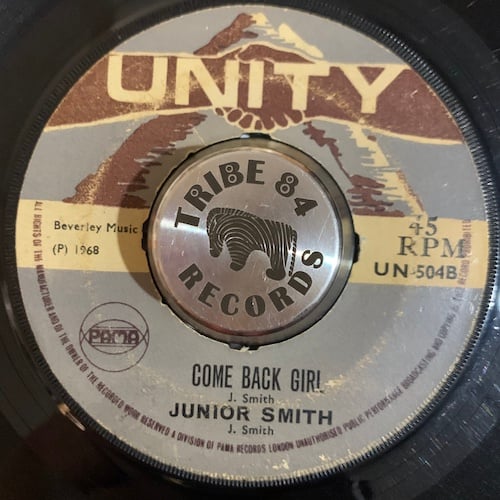 UNITY
TRIBE 84
RECORDS
Beverley Music
(P) 1968
45
RPM
UN-504B
PAMA
COME BACK GIRL
J. Smith
JUNIOR SMITH
J. Smith
ALL RIGHTS OF THE MANUFACTURER AND OF THE OWNER OF THE RECORDED WORK RESERVED A DIVISION OF PAMA RECORDS LONDON UNAUTHORISED PUBLIC PERFORMANCE BROADCASTING AND COPYING OF THIS RECORD PROHIBITED